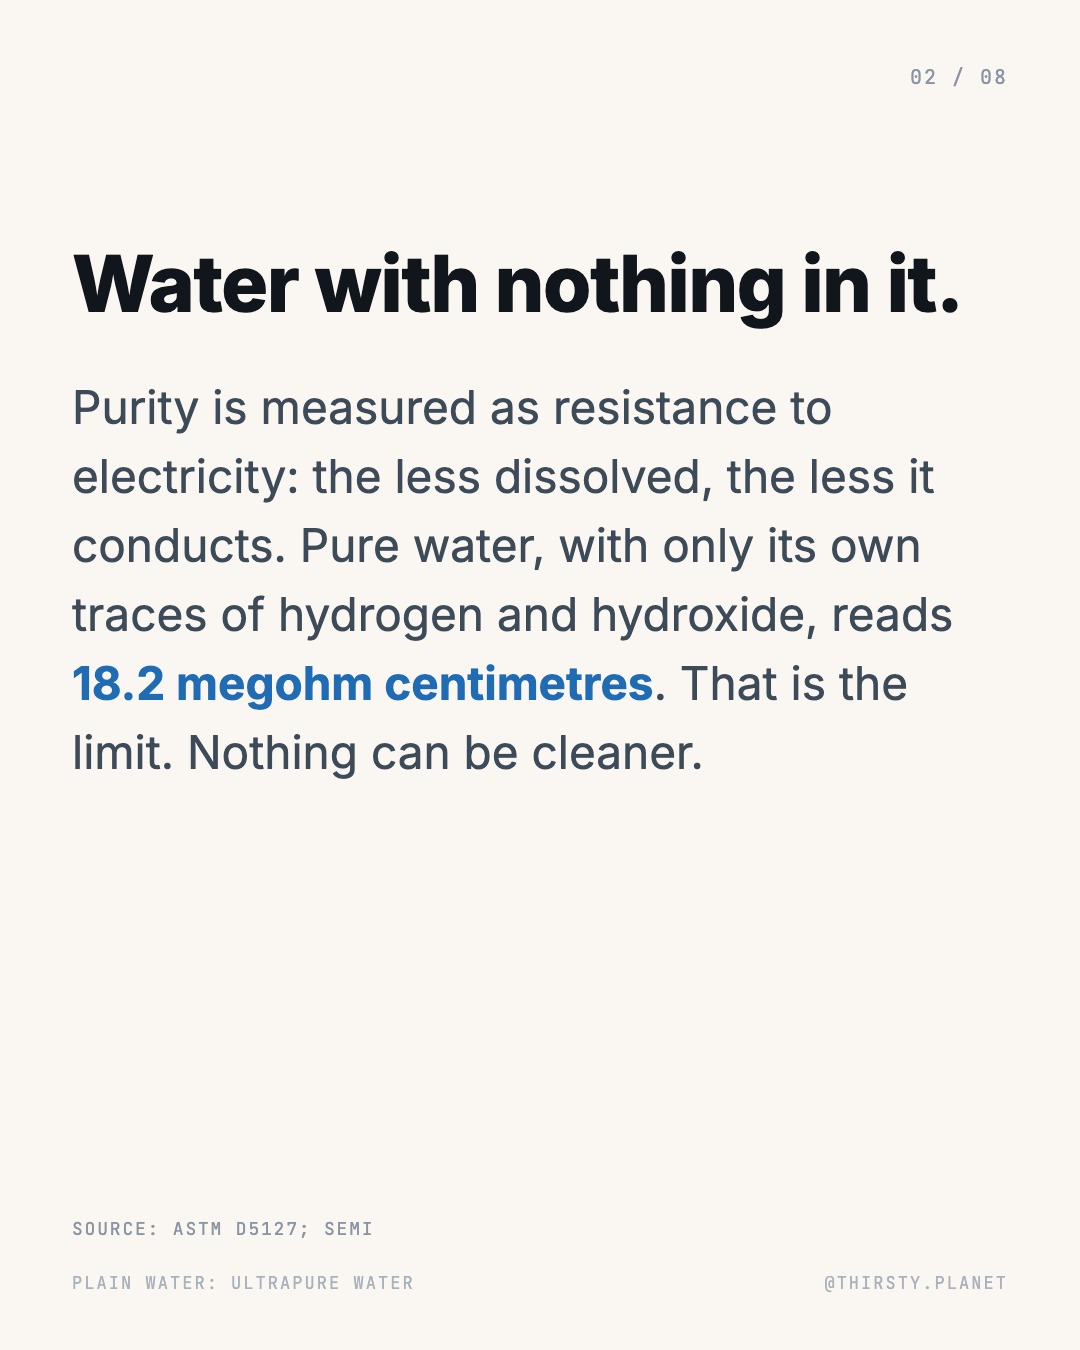 02 / 08
Water with nothing in it.
Purity is measured as resistance to
electricity: the less dissolved, the less it
conducts. Pure water, with only its own
traces of hydrogen and hydroxide, reads
18.2 megohm centimetres. That is the
limit. Nothing can be cleaner.
SOURCE: ASTM D5127; SEMI
PLAIN WATER: ULTRAPURE WATER
@THIRSTY.PLANET